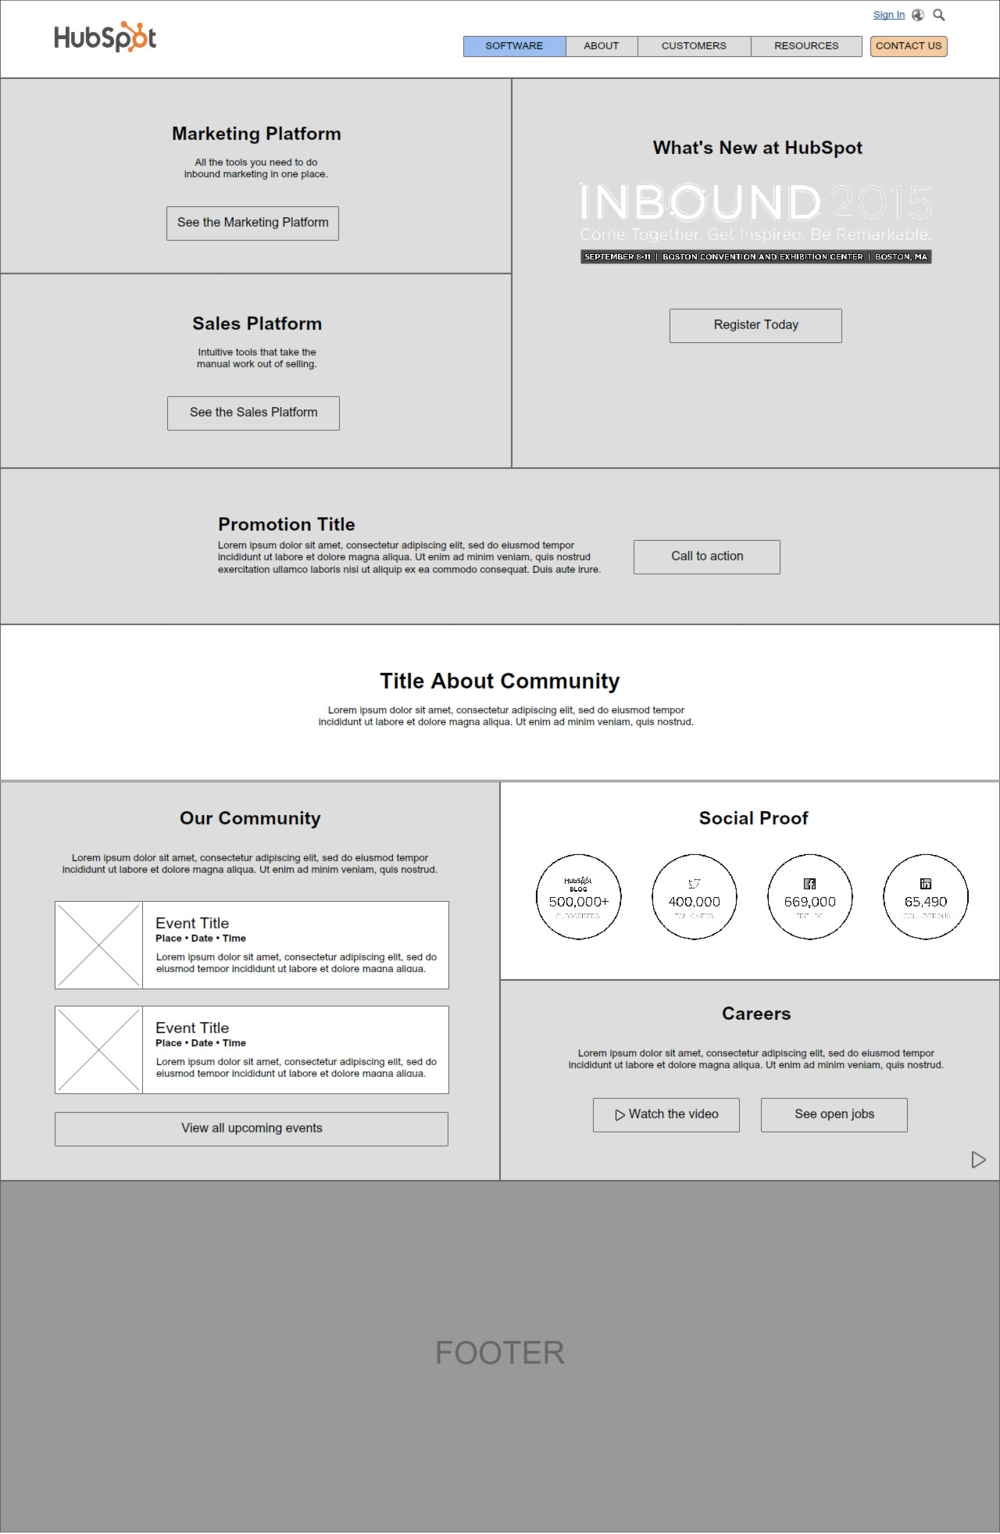 HubSpot
Sign In
SOFTWARE
ABOUT
CUSTOMERS
RESOURCES
CONTACT US
Marketing Platform
All the tools you need to do
inbound marketing in one place.
See the Marketing Platform
What's New at HubSpot
INBOUND 2015
Come Together. Get Inspired. Be Remarkable.
SEPTEMBER 8-11 | BOSTON CONVENTION AND EXHIBITION CENTER | BOSTON, MA
Register Today
Sales Platform
Intuitive tools that take the
manual work out of selling.
See the Sales Platform
Promotion Title
Lorem ipsum dolor sit amet, consectetur adipiscing elit, sed do eiusmod tempor
incididunt ut labore et dolore magna aliqua. Ut enim ad minim veniam, quis nostrud
exercitation ullamco laboris nisi ut aliquip ex ea commodo consequat. Duis aute irure.
Call to action
Title About Community
Lorem ipsum dolor sit amet, consectetur adipiscing elit, sed do eiusmod tempor
incididunt ut labore et dolore magna aliqua. Ut enim ad minim veniam, quis nostrud.
Our Community
Lorem ipsum dolor sit amet, consectetur adipiscing elit, sed do eiusmod tempor
incididunt ut labore et dolore magna aliqua. Ut enim ad minim veniam, quis nostrud.
Event Title
Place • Date • Time
Lorem ipsum dolor sit amet, consectetur adipiscing elit, sed do
eiusmod tempor incididunt ut labore et dolore magna aliqua.
Event Title
Place • Date • Time
Lorem ipsum dolor sit amet, consectetur adipiscing elit, sed do
eiusmod tempor incididunt ut labore et dolore magna aliqua.
View all upcoming events
Social Proof
HubSpot
BLOG
500,000+
400,000
669,000
65,490
Careers
Lorem ipsum dolor sit amet, consectetur adipiscing elit, sed do eiusmod tempor
incididunt ut labore et dolore magna aliqua. Ut enim ad minim veniam, quis nostrud.
Watch the video
See open jobs
FOOTER